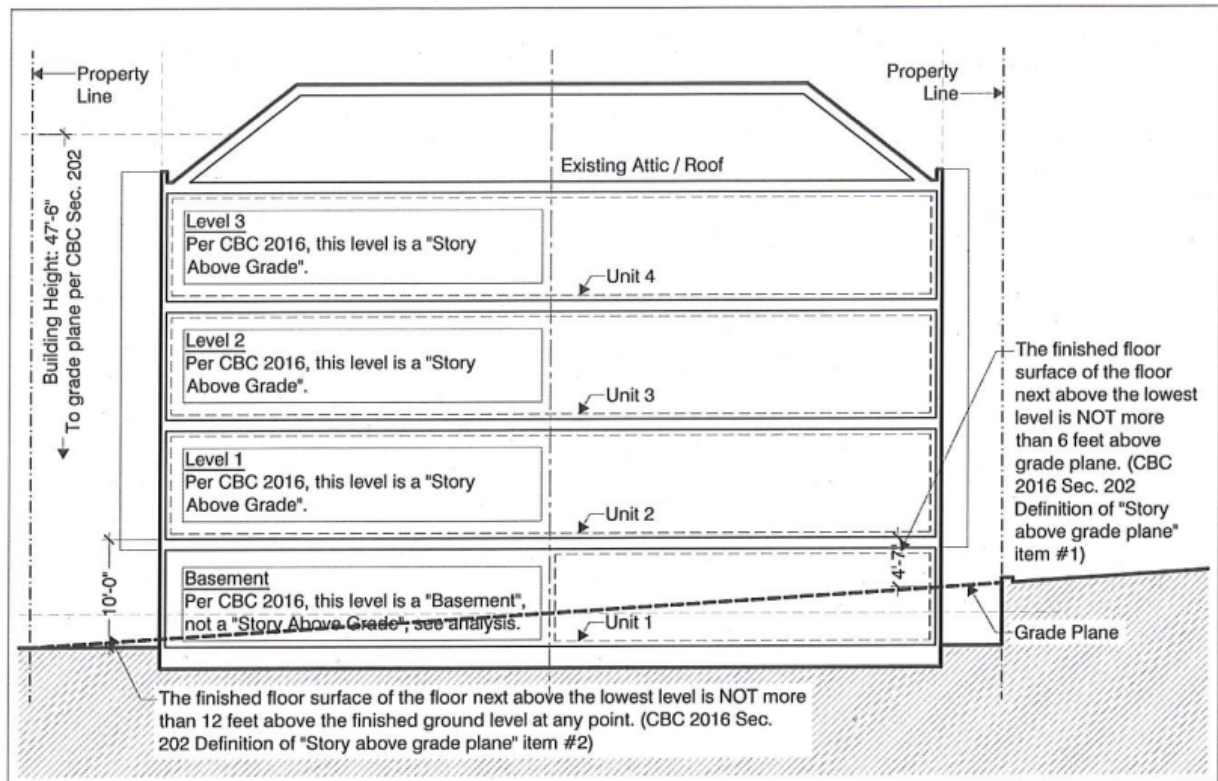 Property
Line
Property
Line
Building Height: 47'-6"
To grade plane per CBC Sec. 202
Existing Attic / Roof
Level 3
Per CBC 2016, this level is a "Story
Above Grade".
Unit 4
Level 2
Per CBC 2016, this level is a "Story
Above Grade".
Unit 3
The finished floor
surface of the floor
next above the lowest
level is NOT more
than 6 feet above
grade plane. (CBC
2016 Sec. 202
Definition of "Story
above grade plane"
item #1)
Level 1
Per CBC 2016, this level is a "Story
Above Grade".
Unit 2
10'-0"
4'-7"
Basement
Per CBC 2016, this level is a "Basement",
not a "Story Above Grade", see analysis.
Unit 1
Grade Plane
The finished floor surface of the floor next above the lowest level is NOT more
than 12 feet above the finished ground level at any point. (CBC 2016 Sec.
202 Definition of "Story above grade plane" item #2)